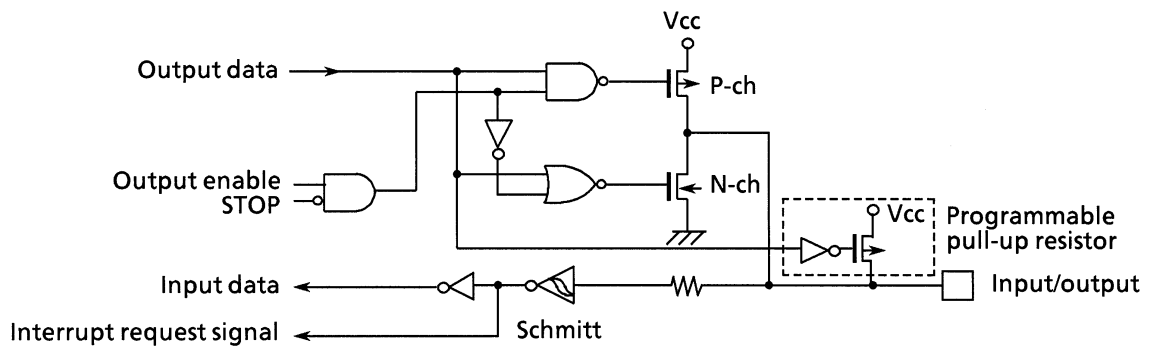 Vcc
Output data
P-ch
Output enable
STOP
N-ch
Vcc
Programmable
pull-up resistor
Input data
Input/output
Interrupt request signal
Schmitt